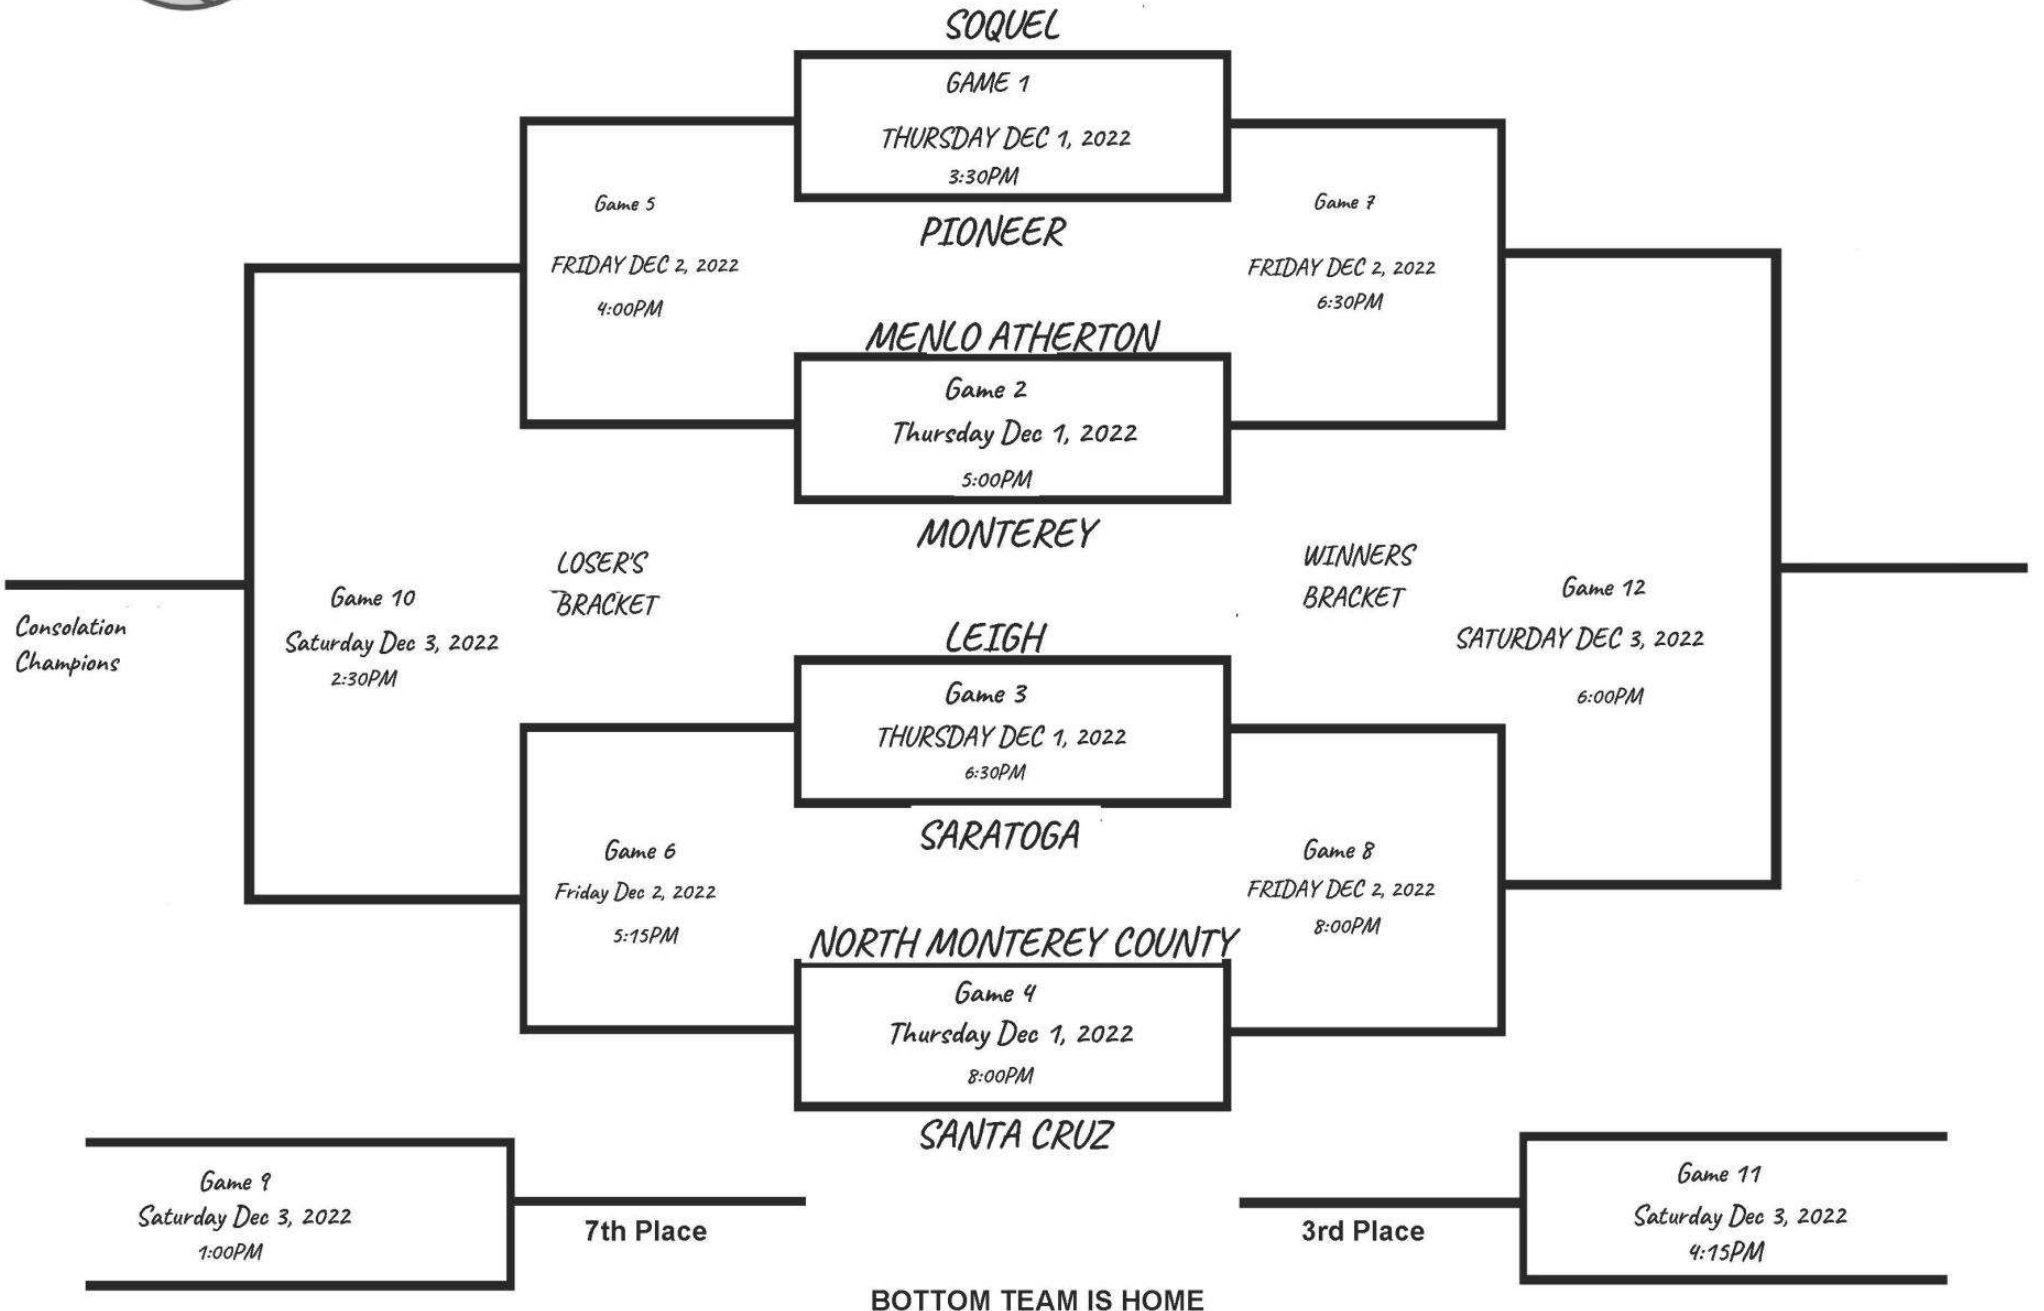 SOQUEL
GAME 1
THURSDAY DEC 1, 2022
3:30PM
PIONEER
Game 5
FRIDAY DEC 2, 2022
4:00PM
Game 7
FRIDAY DEC 2, 2022
6:30PM
MENLO ATHERTON
Game 2
Thursday Dec 1, 2022
5:00PM
MONTEREY
LOSER'S
BRACKET
WINNERS
BRACKET
Consolation
Champions
Game 10
Saturday Dec 3, 2022
2:30PM
Game 12
SATURDAY DEC 3, 2022
6:00PM
LEIGH
Game 3
THURSDAY DEC 1, 2022
6:30PM
SARATOGA
Game 6
Friday Dec 2, 2022
5:15PM
Game 8
FRIDAY DEC 2, 2022
8:00PM
NORTH MONTEREY COUNTY
Game 4
Thursday Dec 1, 2022
8:00PM
SANTA CRUZ
Game 9
Saturday Dec 3, 2022
1:00PM
7th Place
3rd Place
Game 11
Saturday Dec 3, 2022
4:15PM
BOTTOM TEAM IS HOME